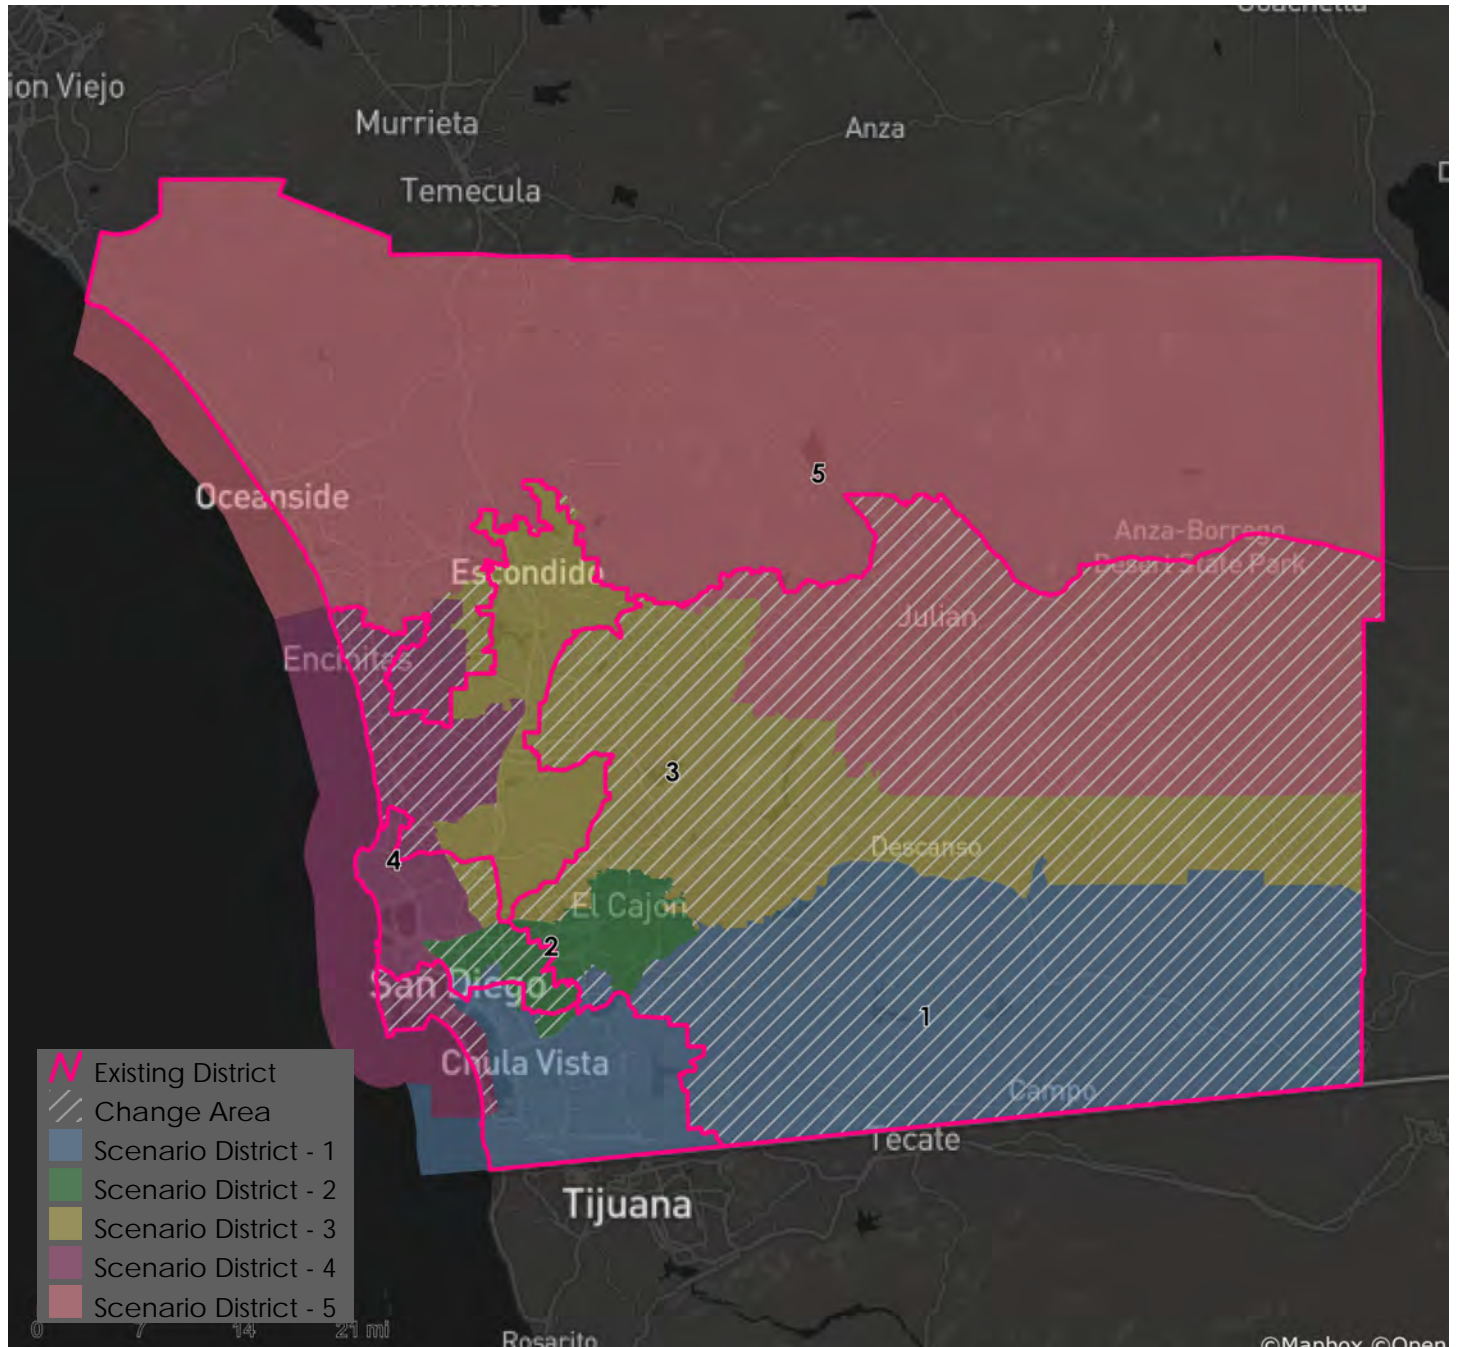 ion Viejo
Murrieta
Anza
Temecula
5
Oceanside
Anza-Borrego
Desert State Park
Escondido
Julian
Encinitas
3
4
Descanso
El Cajon
2
San Diego
1
Chula Vista
Campo
Tecate
Tijuana
Existing District
Change Area
Scenario District - 1
Scenario District - 2
Scenario District - 3
Scenario District - 4
Scenario District - 5
0 7 14 21 mi
Rosarito
©Mapbox ©Open